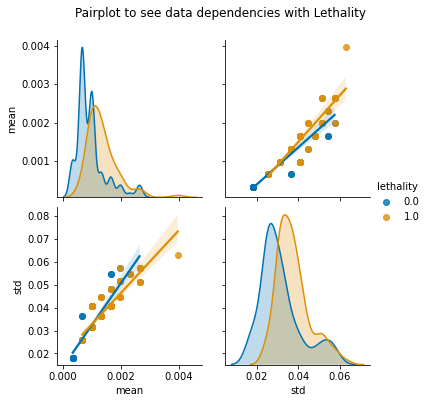 Pairplot to see data dependencies with Lethality
0.004
0.003
0.002
0.001
mean
lethality
0.0
1.0
0.08
0.07
0.06
0.05
0.04
0.03
0.02
std
0.000 0.002 0.004
mean
0.02 0.04 0.06
std